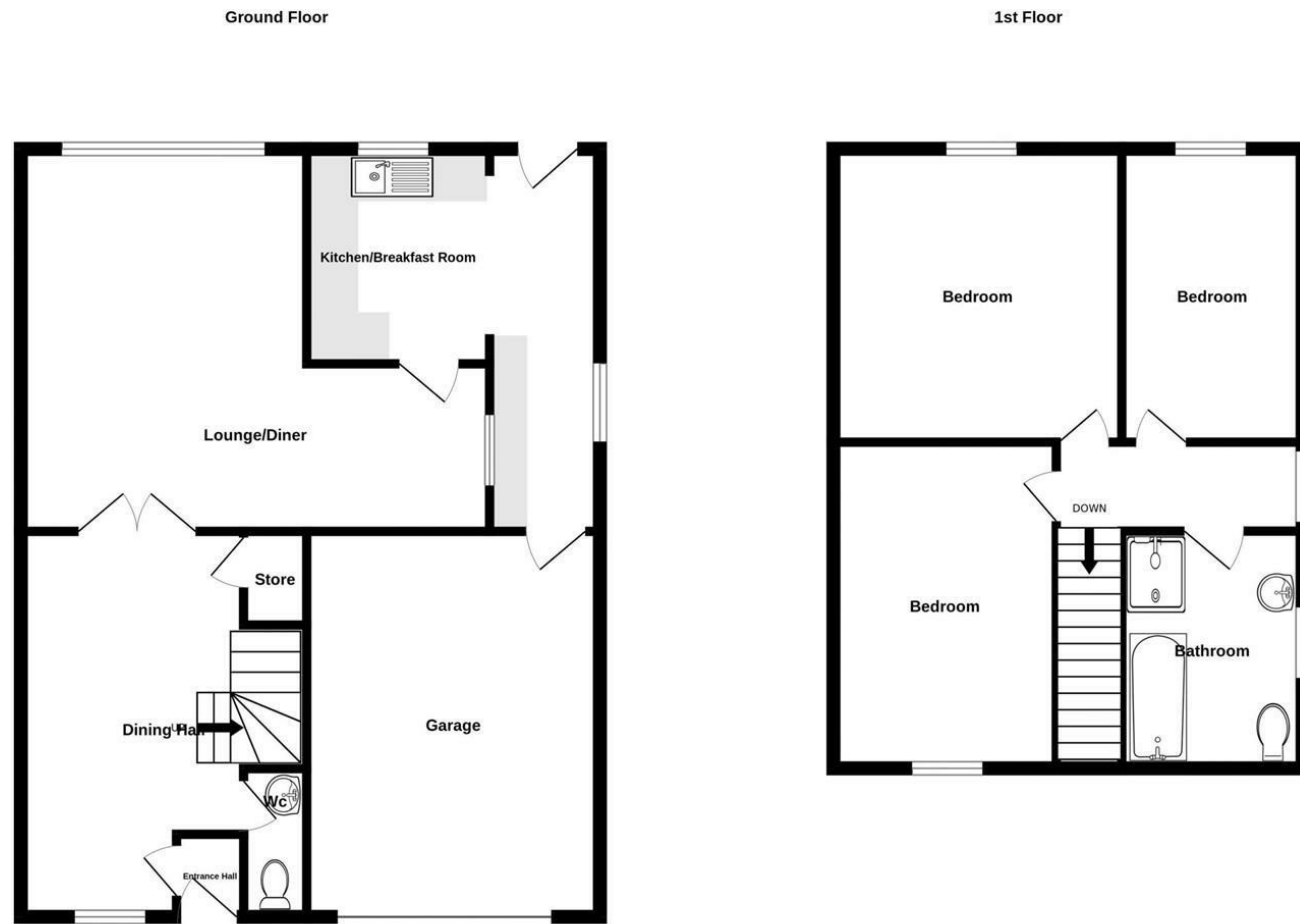 Ground Floor
1st Floor
Kitchen/Breakfast Room
Lounge/Diner
Store
Dining Hall
Garage
Wc
Entrance Hall
Bedroom
Bedroom
DOWN
Bedroom
Bathroom